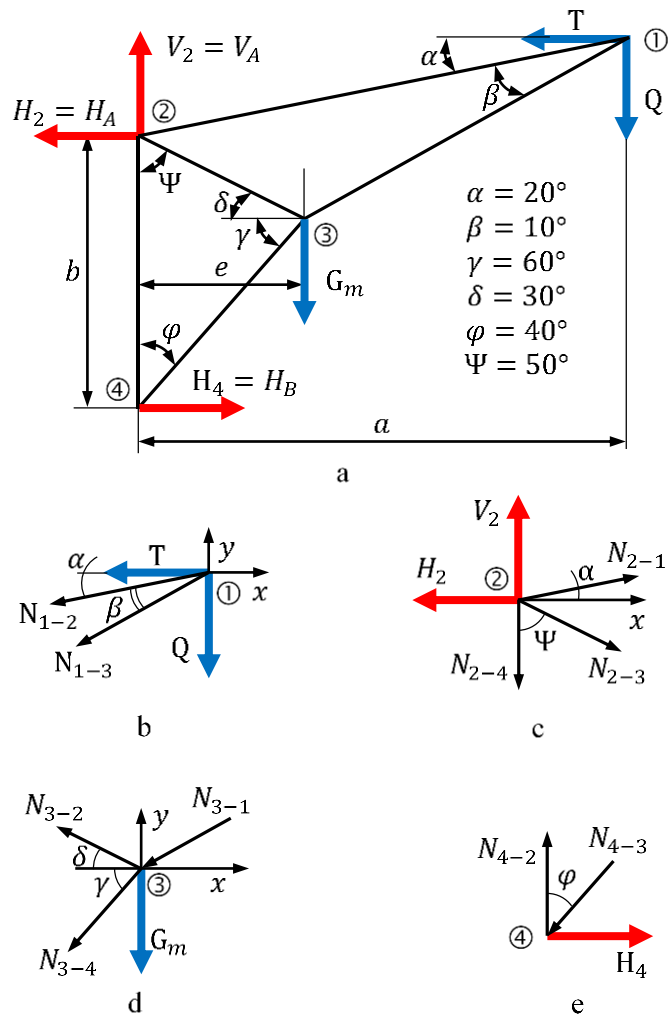 T
①
V₂ = V_A
α
②
β
Q
H₂ = H_A
Ψ
α = 20°
δ
③
β = 10°
γ
γ = 60°
b
e
G_m
δ = 30°
φ
φ = 40°
④
H₄ = H_B
Ψ = 50°
a
a
T
y
α
①
x
N₁₋₂
β
N₁₋₃
Q
b
V₂
H₂
②
N₂₋₁
α
x
Ψ
N₂₋₄
N₂₋₃
c
N₃₋₂
y
N₃₋₁
δ
γ
③
x
N₃₋₄
G_m
d
N₄₋₂
N₄₋₃
φ
④
H₄
e